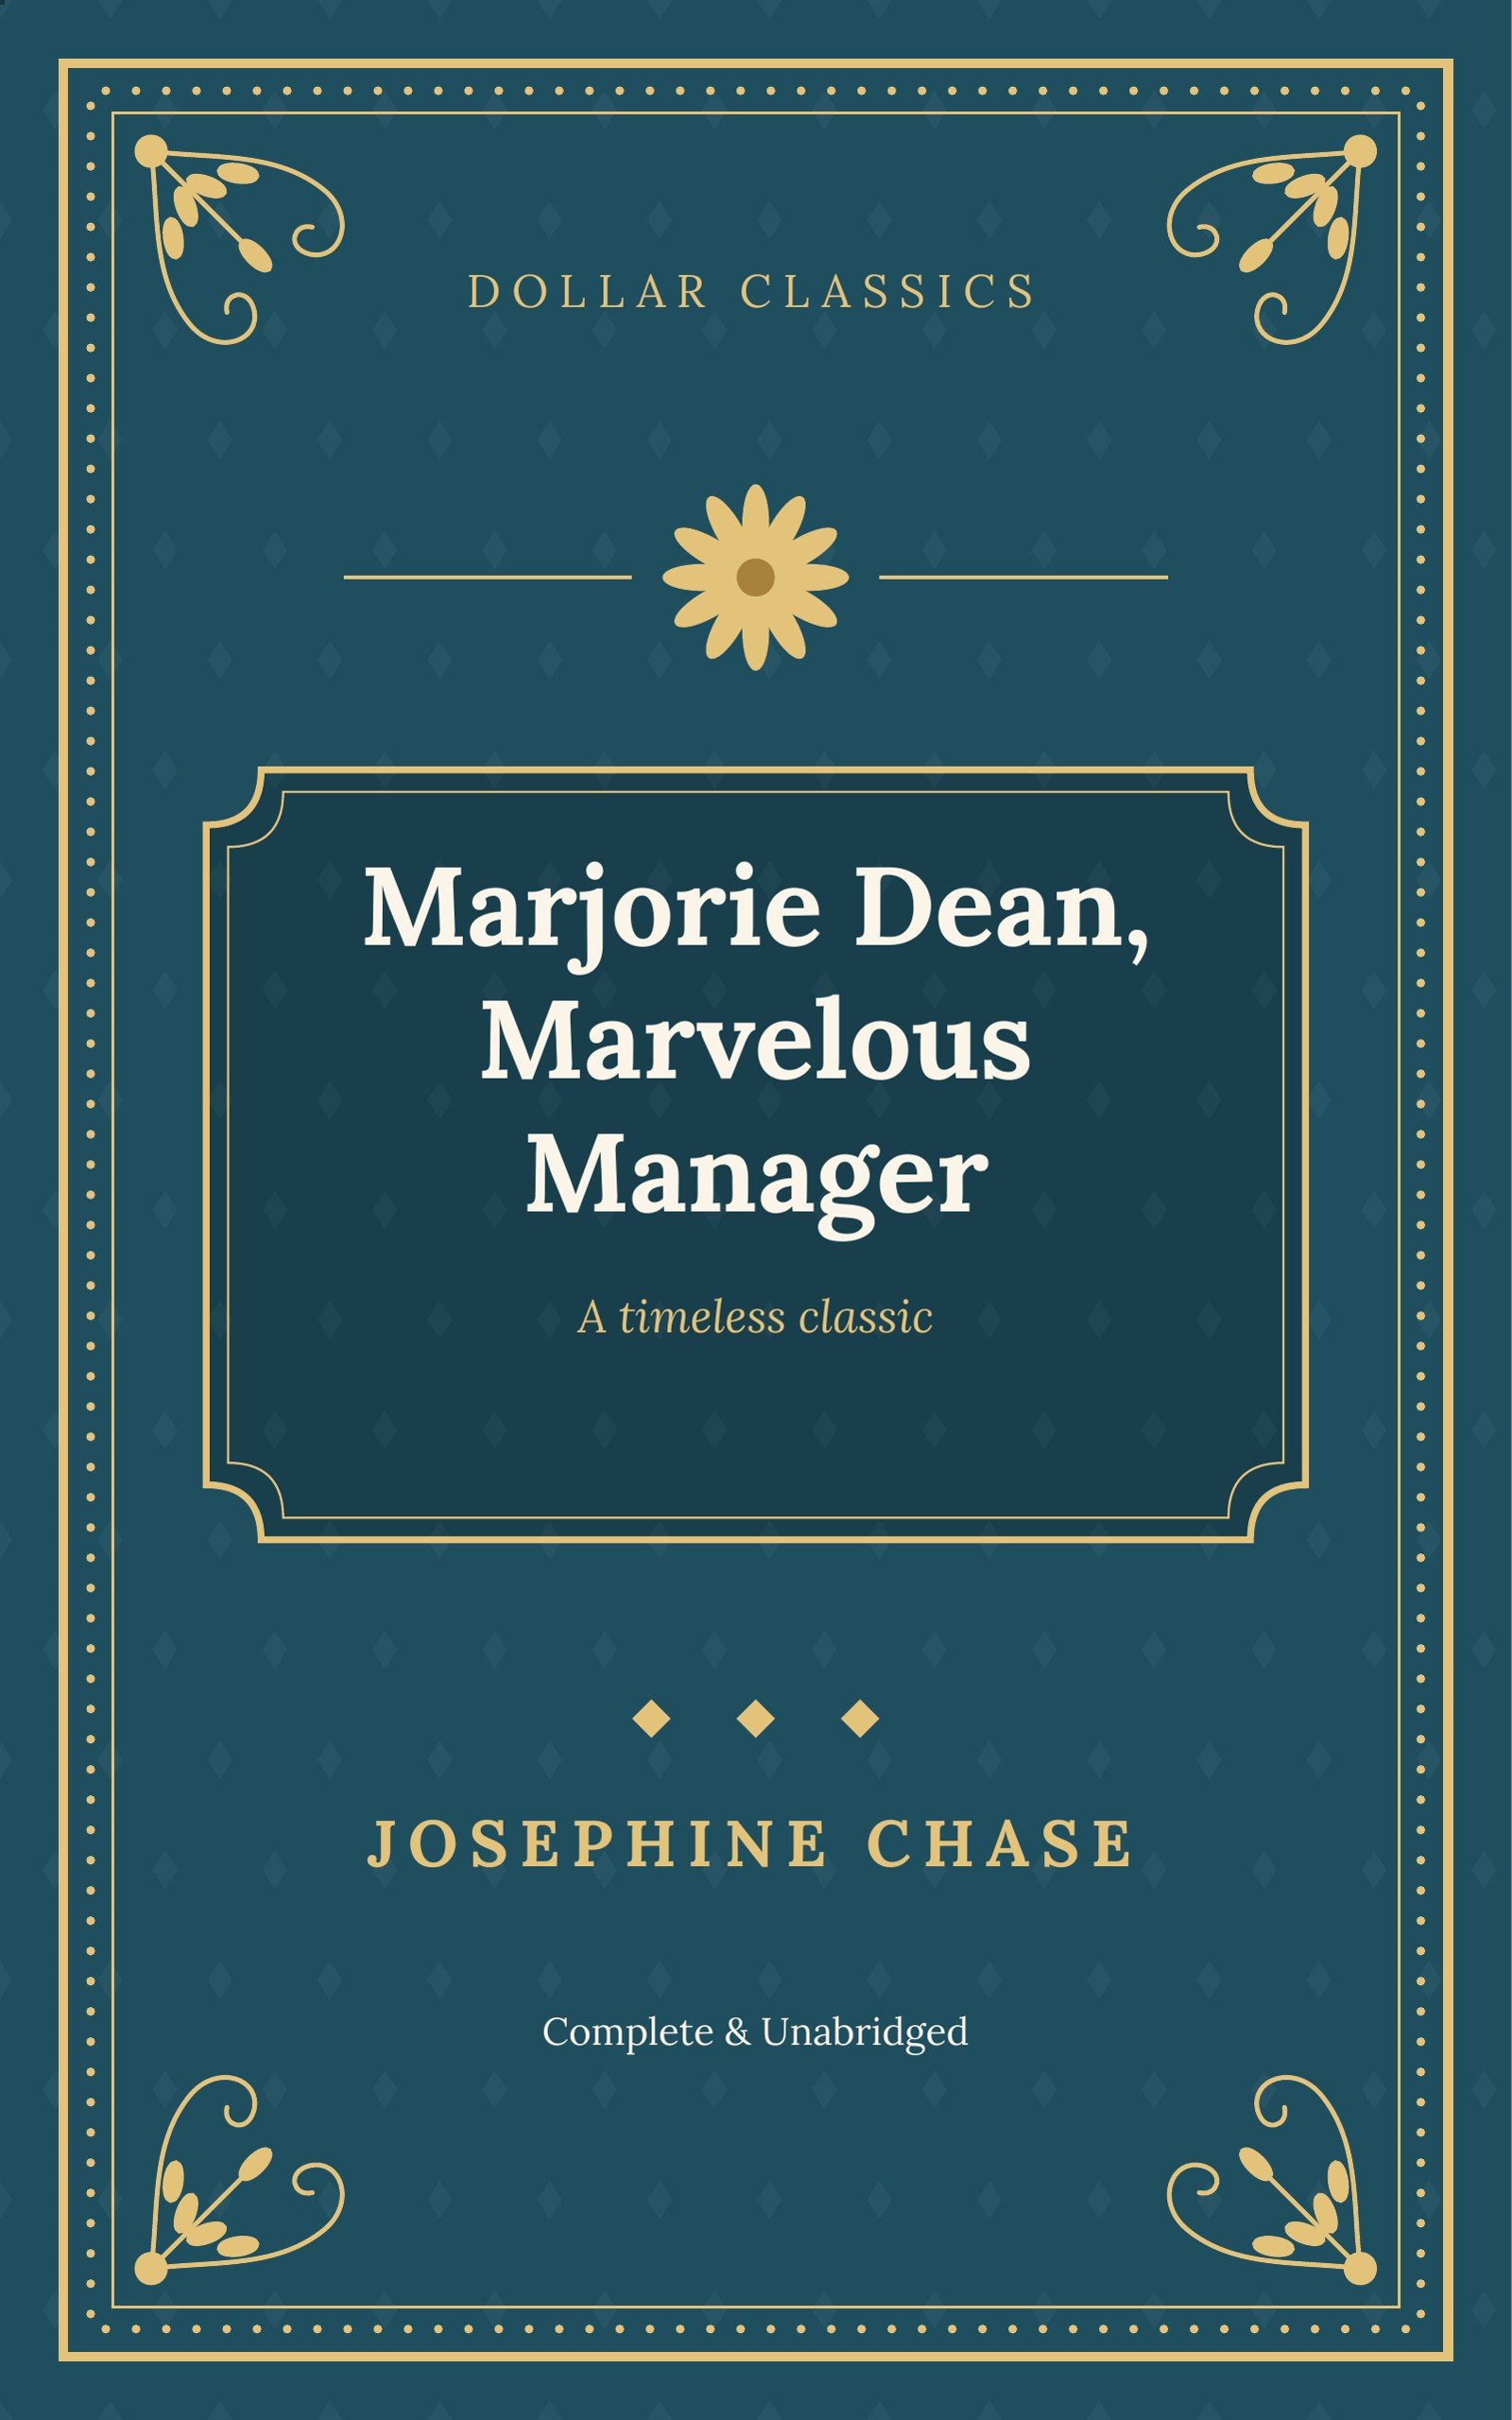 DOLLAR CLASSICS
Marjorie Dean,
Marvelous
Manager
A timeless classic
JOSEPHINE CHASE
Complete & Unabridged